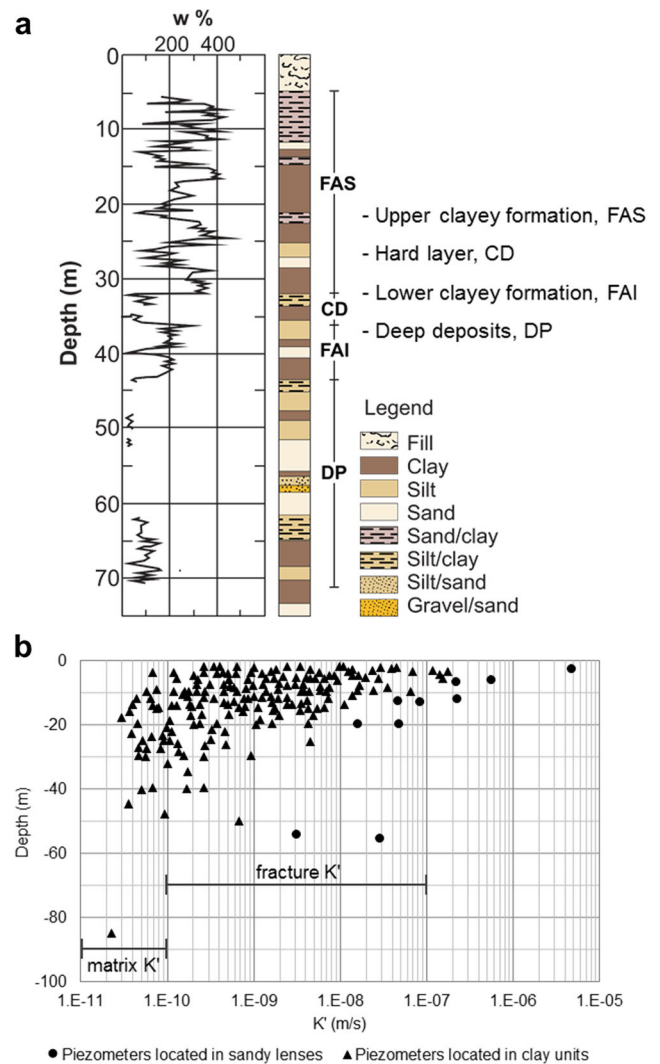 a
w %
200 400
0
10
20
30
40
50
60
70
Depth (m)
FAS
CD
FAI
DP
- Upper clayey formation, FAS
- Hard layer, CD
- Lower clayey formation, FAI
- Deep deposits, DP
Legend
Fill
Clay
Silt
Sand
Sand/clay
Silt/clay
Silt/sand
Gravel/sand
b
0
-20
-40
-60
-80
-100
Depth (m)
fracture K'
matrix K'
1.E-11 1.E-10 1.E-09 1.E-08 1.E-07 1.E-06 1.E-05
K' (m/s)
● Piezometers located in sandy lenses ▲ Piezometers located in clay units